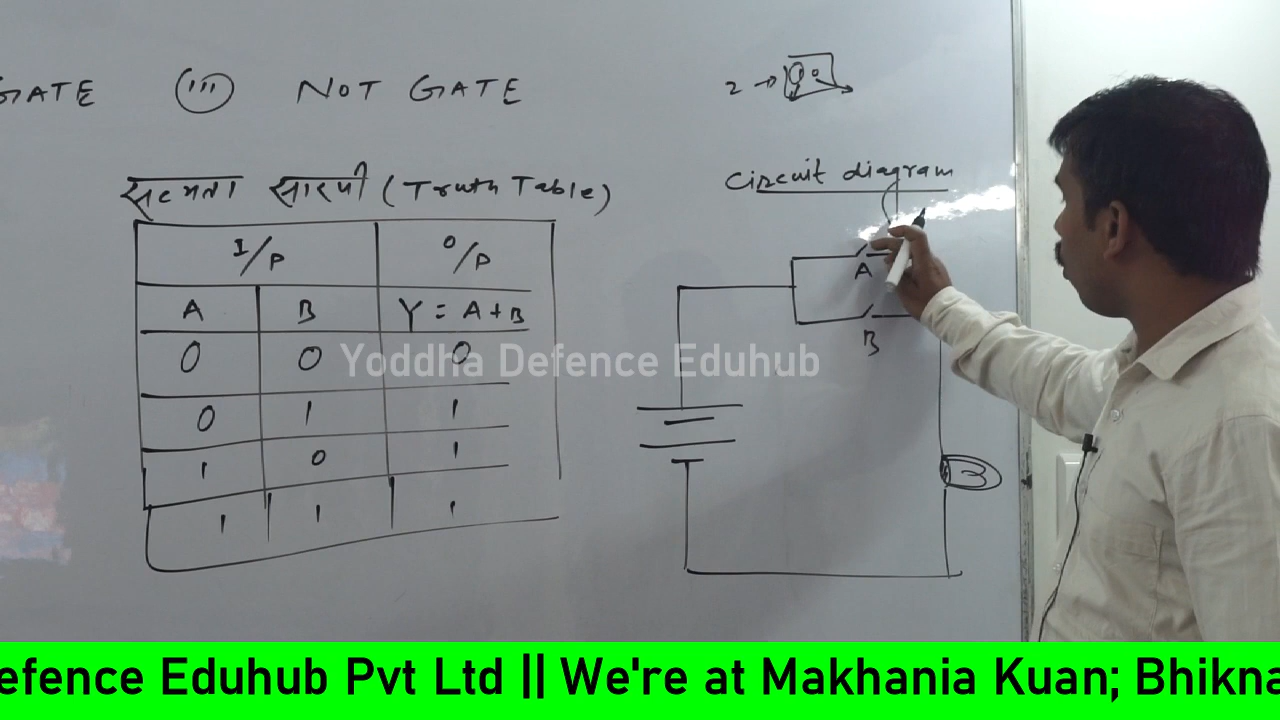 GATE (iii) NOT GATE
2 →
सत्यता सारणी (Truth Table)
Circuit diagram
I/P O/P
A B Y = A + B
0 0 0
0 1 1
1 0 1
1 1 1
A
B
B
Yoddha Defence Eduhub
efence Eduhub Pvt Ltd || We're at Makhania Kuan; Bhikna